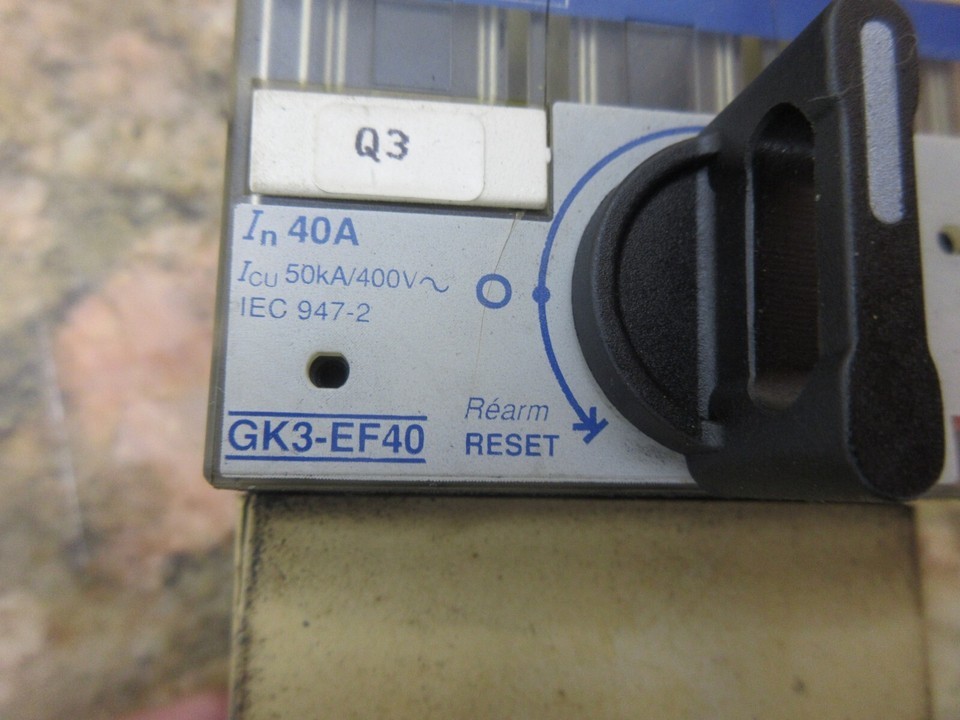 Q3
In 40A
ICU 50kA/400V~
IEC 947-2
O
GK3-EF40
Réarm
RESET